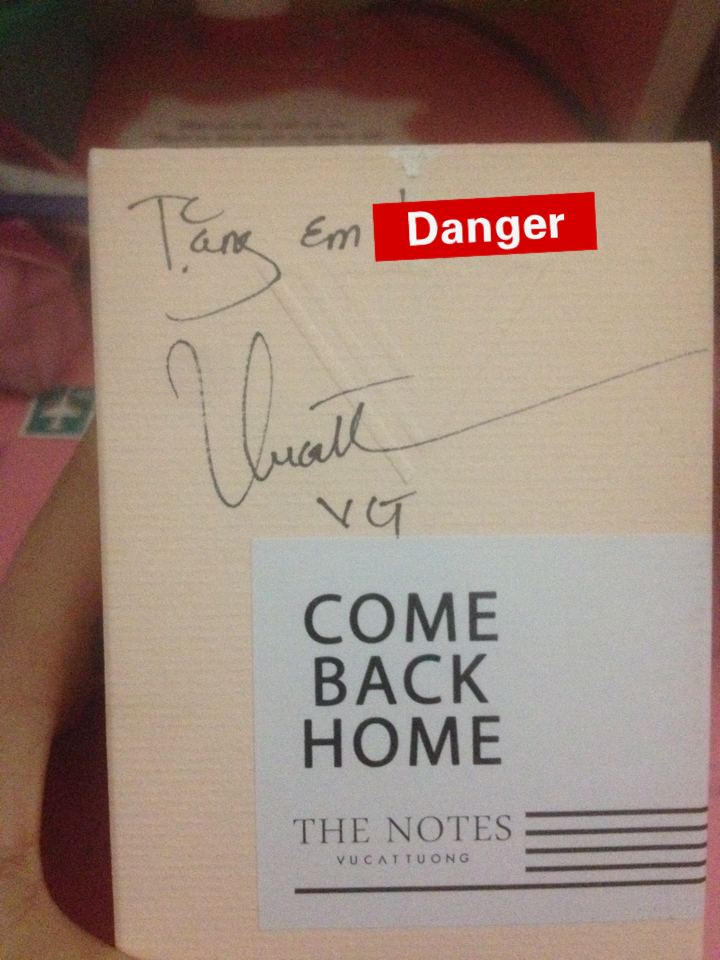 Tặng em Danger
VCT
COME
BACK
HOME
THE NOTES
VUCATTUONG